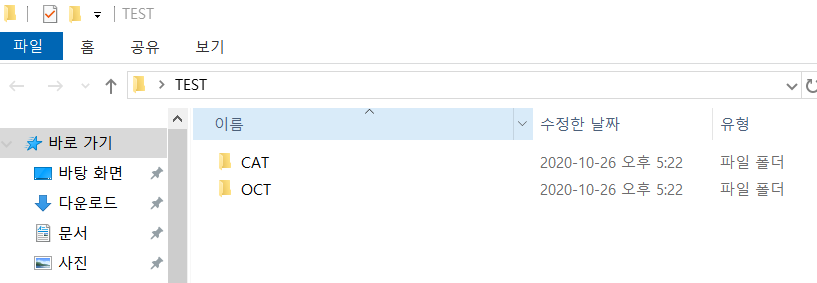 TEST
파일 홈 공유 보기
TEST
이름 수정한 날짜 유형
바로 가기
CAT 2020-10-26 오후 5:22 파일 폴더
바탕 화면
OCT 2020-10-26 오후 5:22 파일 폴더
다운로드
문서
사진